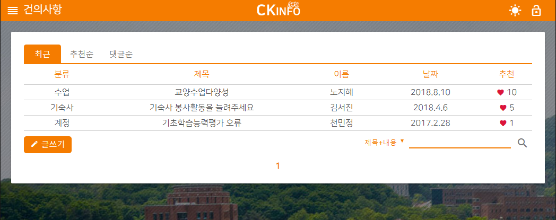 건의사항
CKINFO
최근 추천순 댓글순
분류 제목 이름 날짜 추천
수업 교양수업다양성 노지혜 2018.8.10 10
기숙사 기숙사 봉사활동을 늘려주세요 김서진 2018.4.6 5
계정 기초학습능력평가 오류 천민정 2017.2.28 1
글쓰기 제목+내용
1